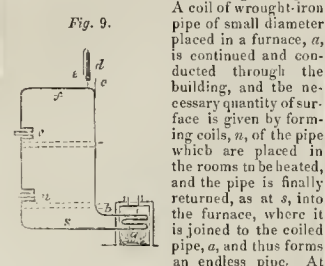 Fig. 9.
A coil of wrought-iron
pipe of small diameter
placed in a furnace, a,
is continued and con-
ducted through the
building, and the ne-
cessary quantity of sur-
face is given by form-
ing coils, n, of the pipe
which are placed in
the rooms to be heated,
and the pipe is finally
returned, as at s, into
the furnace, where it
is joined to the coiled
pipe, a, and thus forms
an endless pipe. At
d
e
f
n
b
s
a